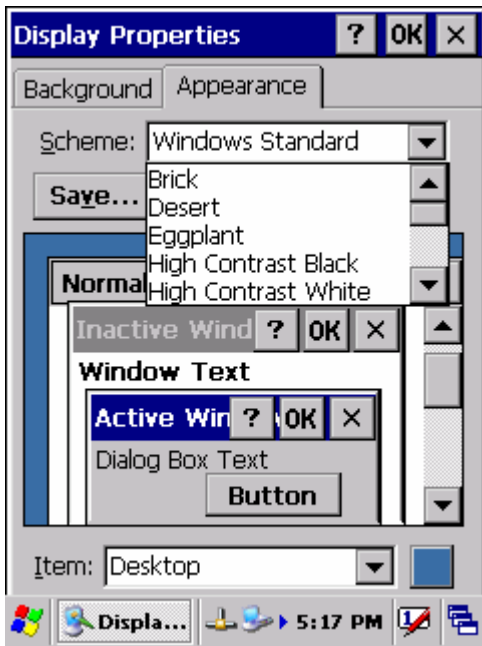 Display Properties ? OK ×
Background Appearance
Scheme: Windows Standard
Save...
Brick
Desert
Eggplant
High Contrast Black
High Contrast White
Normal
Inactive Wind ? OK ×
Window Text
Active Win ? OK ×
Dialog Box Text
Button
Item: Desktop
Displa... 5:17 PM